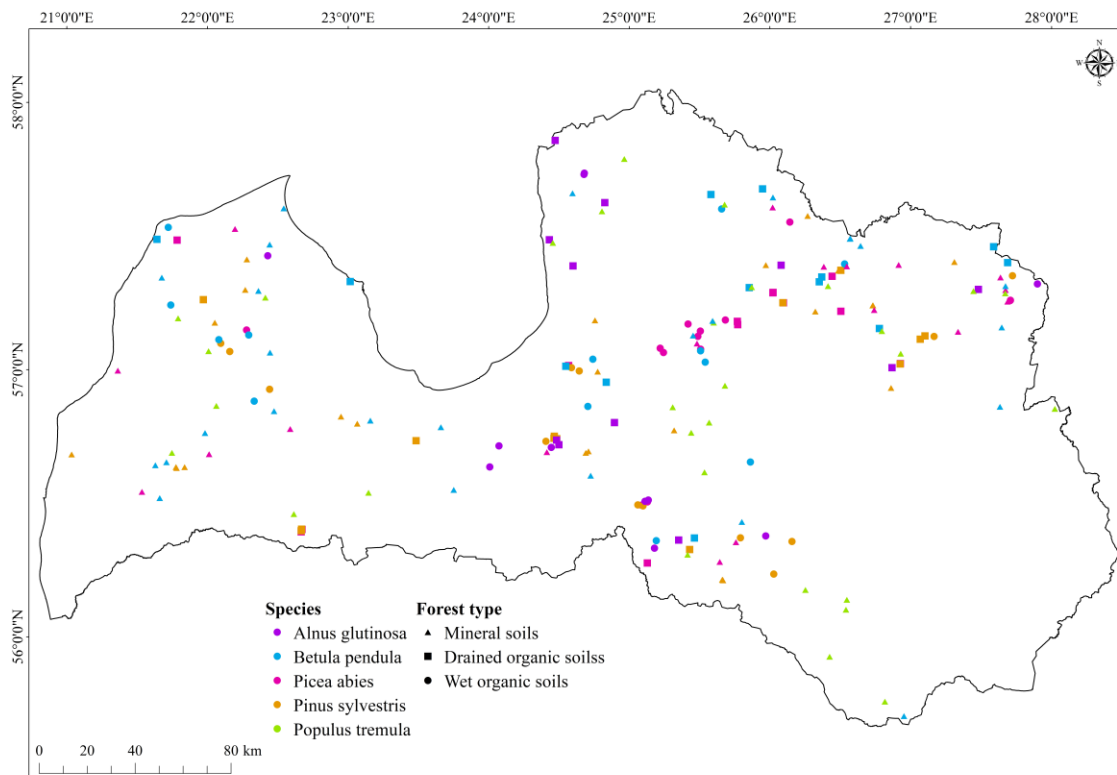 21°0'0"E 22°0'0"E 23°0'0"E 24°0'0"E 25°0'0"E 26°0'0"E 27°0'0"E 28°0'0"E
N
W E
S
58°0'0"N
57°0'0"N
56°0'0"N
Species Forest type
Alnus glutinosa Mineral soils
Betula pendula Drained organic soilss
Picea abies Wet organic soils
Pinus sylvestris
Populus tremula
0 20 40 80 km